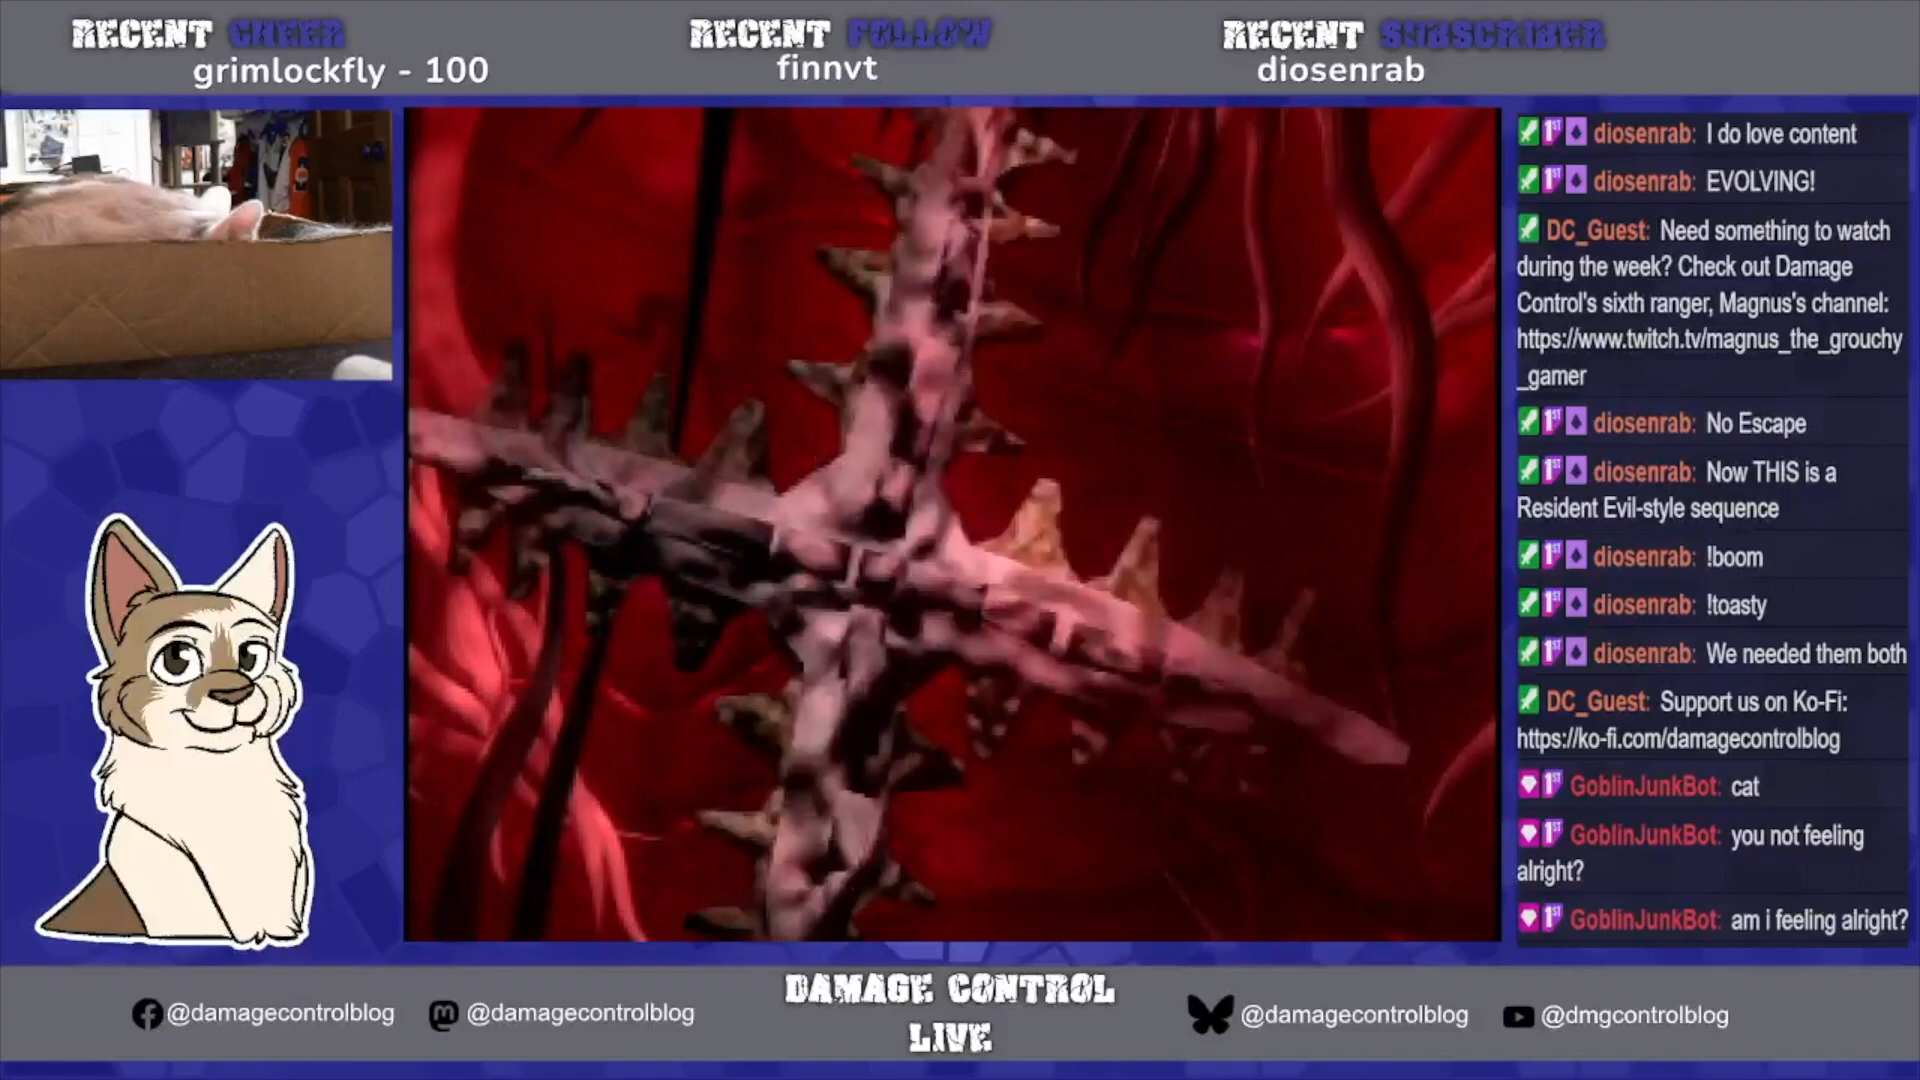 RECENT CHEER
grimlockfly - 100
RECENT FOLLOW
finnvt
RECENT SUBSCRIBER
diosenrab
diosenrab: I do love content
diosenrab: EVOLVING!
DC_Guest: Need something to watch
during the week? Check out Damage
Control's sixth ranger, Magnus's channel:
https://www.twitch.tv/magnus_the_grouchy
_gamer
diosenrab: No Escape
diosenrab: Now THIS is a
Resident Evil-style sequence
diosenrab: !boom
diosenrab: !toasty
diosenrab: We needed them both
DC_Guest: Support us on Ko-Fi:
https://ko-fi.com/damagecontrolblog
GoblinJunkBot: cat
GoblinJunkBot: you not feeling
alright?
GoblinJunkBot: am i feeling alright?
@damagecontrolblog
@damagecontrolblog
DAMAGE CONTROL
LIVE
@damagecontrolblog
@dmgcontrolblog